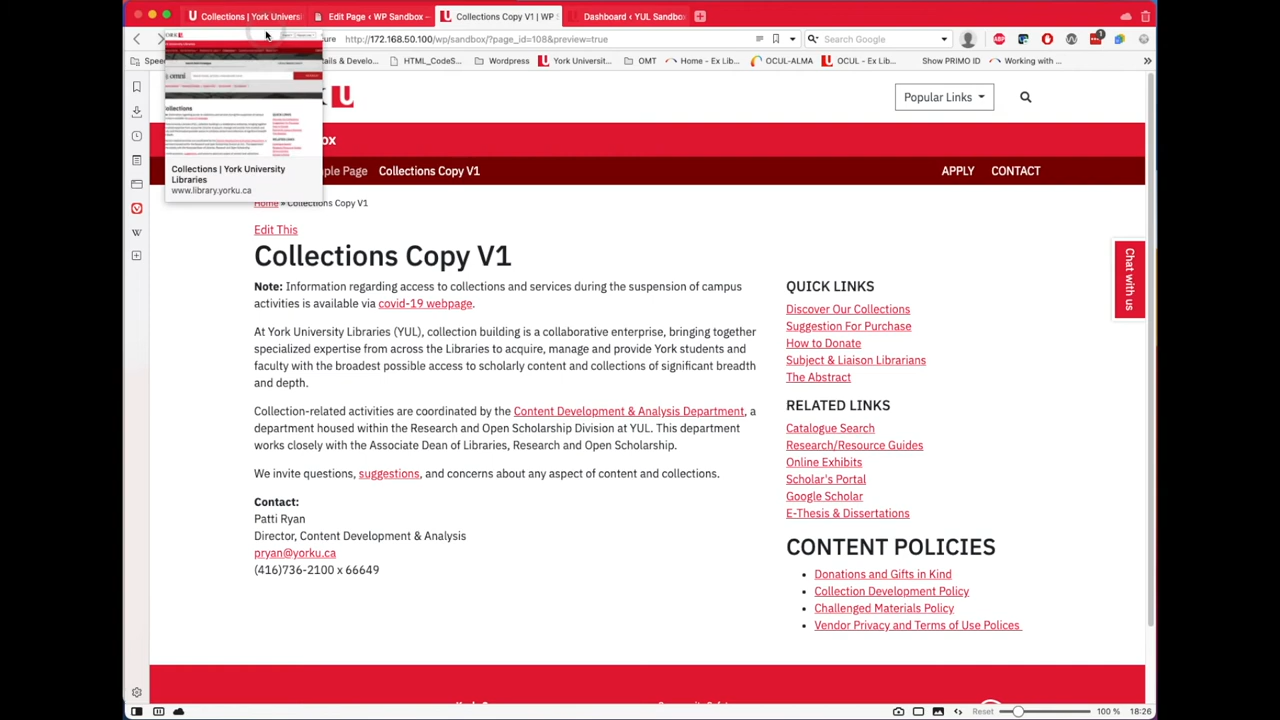 Collections | York Universi
Edit Page ‹ WP Sandbox —
Collections Copy V1 | WP S
Dashboard ‹ YUL Sandbox
ure http://172.168.50.100/wp/sandbox/?page_id=108&preview=true
Search Google
Speed
ils & Develo...
HTML_CodeS...
Wordpress
York Universit...
OMT
Home - Ex Lib...
OCUL-ALMA
OCUL - Ex Lib...
Show PRIMO ID
Working with ...
omni
Collections
Collections | York University
Libraries
www.library.yorku.ca
U
Popular Links
box
ple Page
Collections Copy V1
APPLY
CONTACT
Home » Collections Copy V1
Edit This
Collections Copy V1
Note: Information regarding access to collections and services during the suspension of campus
activities is available via covid-19 webpage.
At York University Libraries (YUL), collection building is a collaborative enterprise, bringing together
specialized expertise from across the Libraries to acquire, manage and provide York students and
faculty with the broadest possible access to scholarly content and collections of significant breadth
and depth.
Collection-related activities are coordinated by the Content Development & Analysis Department, a
department housed within the Research and Open Scholarship Division at YUL. This department
works closely with the Associate Dean of Libraries, Research and Open Scholarship.
We invite questions, suggestions, and concerns about any aspect of content and collections.
Contact:
Patti Ryan
Director, Content Development & Analysis
pryan@yorku.ca
(416)736-2100 x 66649
QUICK LINKS
Discover Our Collections
Suggestion For Purchase
How to Donate
Subject & Liaison Librarians
The Abstract
RELATED LINKS
Catalogue Search
Research/Resource Guides
Online Exhibits
Scholar's Portal
Google Scholar
E-Thesis & Dissertations
CONTENT POLICIES
Donations and Gifts in Kind
Collection Development Policy
Challenged Materials Policy
Vendor Privacy and Terms of Use Polices
Chat with us
Reset
100 %
18:26